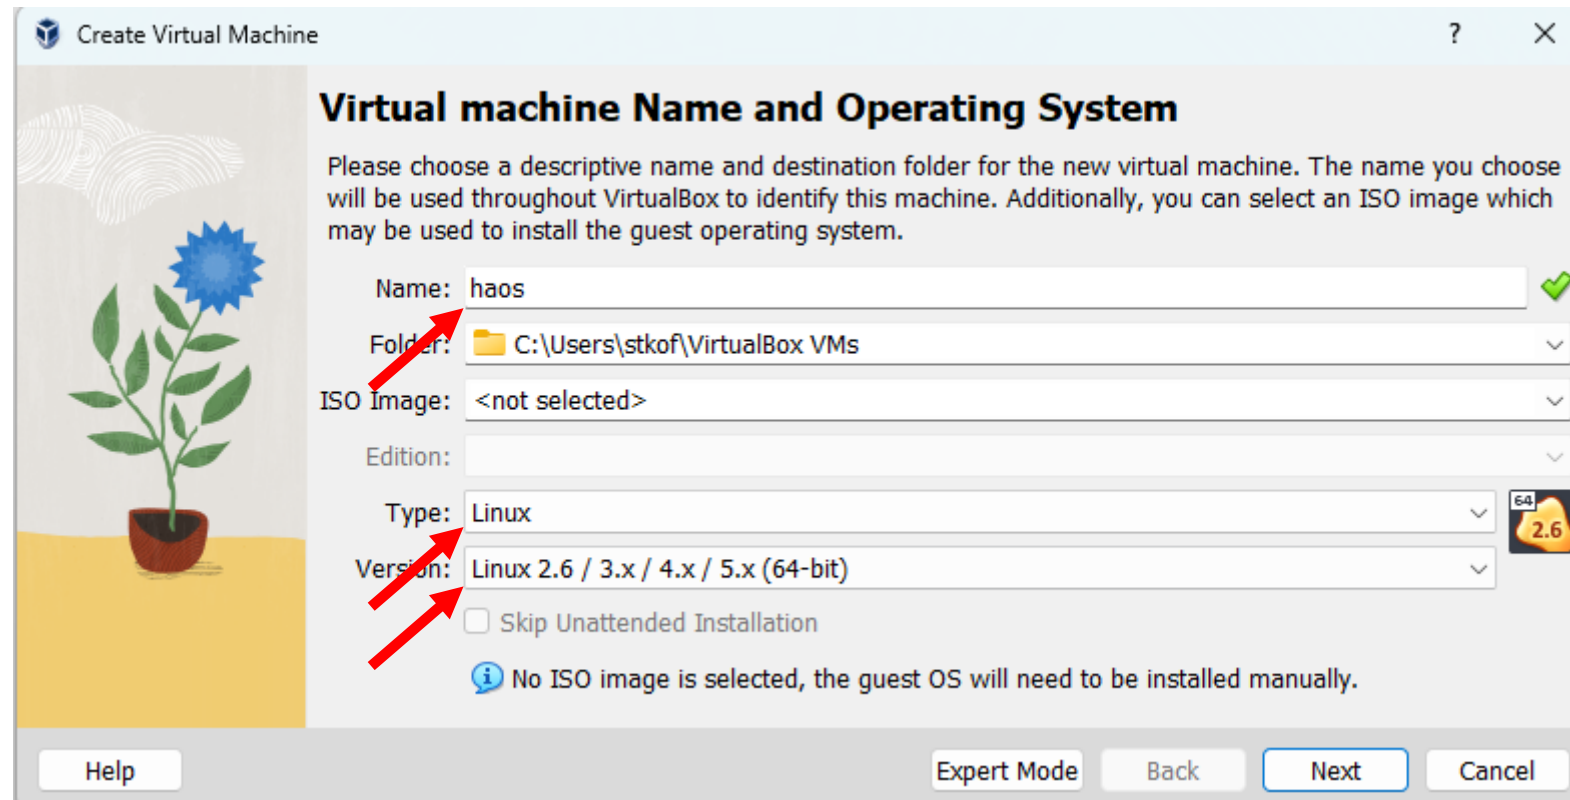 Create Virtual Machine
?
Virtual machine Name and Operating System
Please choose a descriptive name and destination folder for the new virtual machine. The name you choose
will be used throughout VirtualBox to identify this machine. Additionally, you can select an ISO image which
may be used to install the guest operating system.
Name: haos
Folder: C:\Users\stkof\VirtualBox VMs
ISO Image: <not selected>
Edition:
Type: Linux
64
2.6
Version: Linux 2.6 / 3.x / 4.x / 5.x (64-bit)
Skip Unattended Installation
No ISO image is selected, the guest OS will need to be installed manually.
Help Expert Mode Back Next Cancel